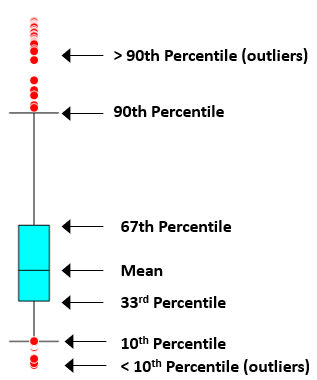 > 90th Percentile (outliers)
90th Percentile
67th Percentile
Mean
33rd Percentile
10th Percentile
< 10th Percentile (outliers)